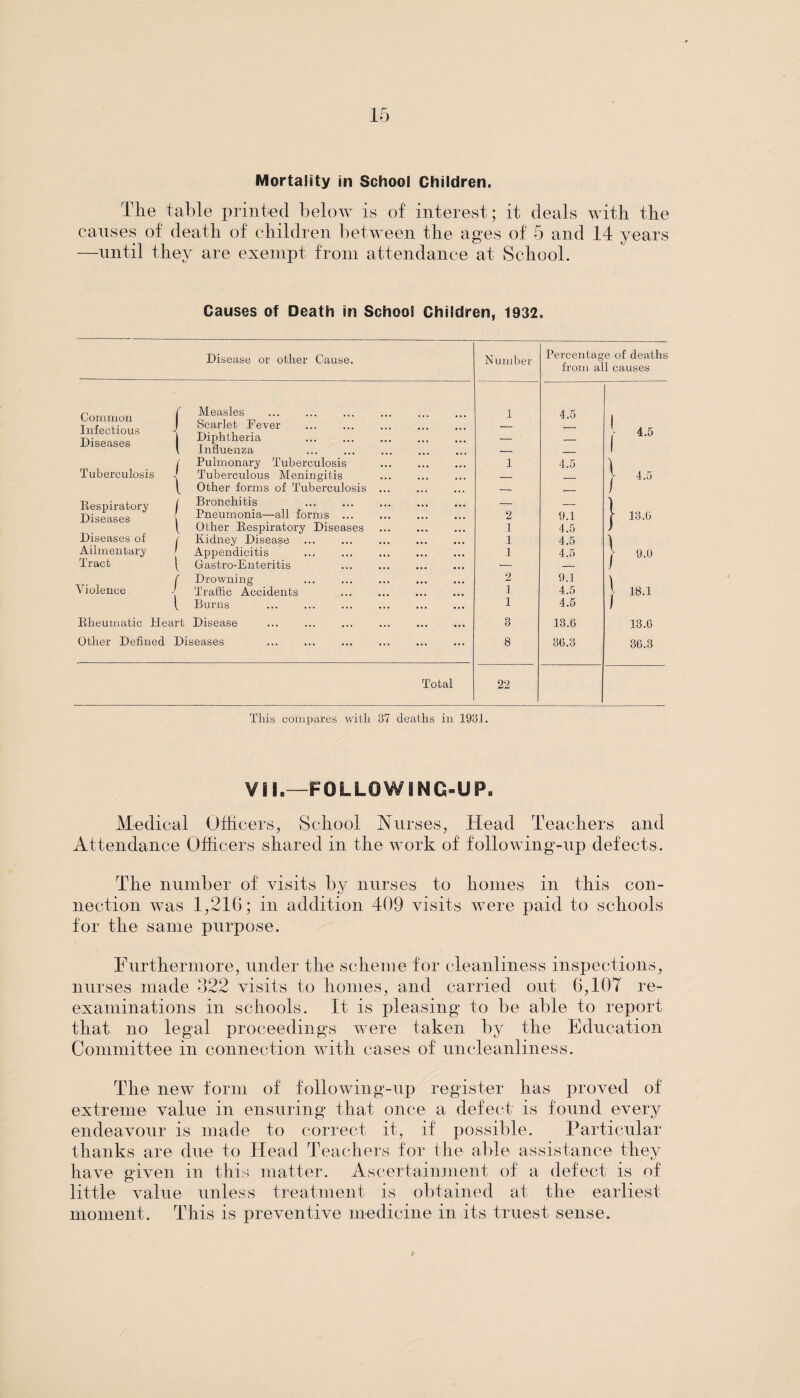 15
Mortality in School Children.
The table printed below is of interest; it deals with the
causes of death of children between the ages of 5 and 14 years
—until they are exempt from attendance at School.
Causes of Death in School Children, 1932.
Disease or other Cause. Number Percentage of deaths from all causes
Common Infectious Diseases
Measles ... ... ... ... ... ... 1 4.5
Scarlet Fever ... ... ... ... ... — —
Diphtheria ... ... ... ... ... — —
Influenza ... ... ... ... ... — —
4.5
Tuberculosis
Pulmonary Tuberculosis ... ... ... 1 4.5
Tuberculous Meningitis ... ... ... — —
Other forms of Tuberculosis ... ... ... — —
4.5
Respiratory Diseases
Bronchitis ... ... ... ... ... — —
Pneumonia—all forms ... ... ... ... 2 9.1
Other Respiratory Diseases ... ... ... 1 4.5
13.6
Diseases of Ailmentary Tract
Kidney Disease ... ... ... ... ... 1 4.5
Appendicitis ... ... ... ... ... 1 4.5
Gastro-Enteritis ... ... ... ... — —
9.0
Violence
Drowning ... ... ... ... ... 2 9.1
Traffic Accidents ... ... ... ... 1 4.5
Burns ... ... ... ... ... ... 1 4.5
18.1
Rheumatic Heart Disease ... ... ... ... ... ... 3 13.6 13.6
Other Defined Diseases ... ... ... ... ... ... 8 36.3 36.3
Total 22
This compares with 37 deaths in 1931.
VII.—FOLLOWING-UP.
Medical Officers, School Nurses, Head Teachers and
Attendance Officers shared in the work of following-up defects.
The number of visits by nurses to homes in this con-
nection was 1,216; in addition 409 visits were paid to schools
for the same purpose.
Furthermore, under the scheme for cleanliness inspections,
nurses made 322 visits to homes, and carried out 6,107 re-
examinations in schools. It is pleasing to be able to report
that no legal proceedings were taken by the Education
Committee in connection with cases of uncleanliness.
The new form of following-up register has proved of
extreme value in ensuring that once a defect is found every
endeavour is made to correct it, if possible. Particular
thanks are due to Head Teachers for the able assistance they
have given in this matter. Ascertainment of a defect is of
little value unless treatment is obtained at the earliest
moment. This is preventive medicine in its truest sense.